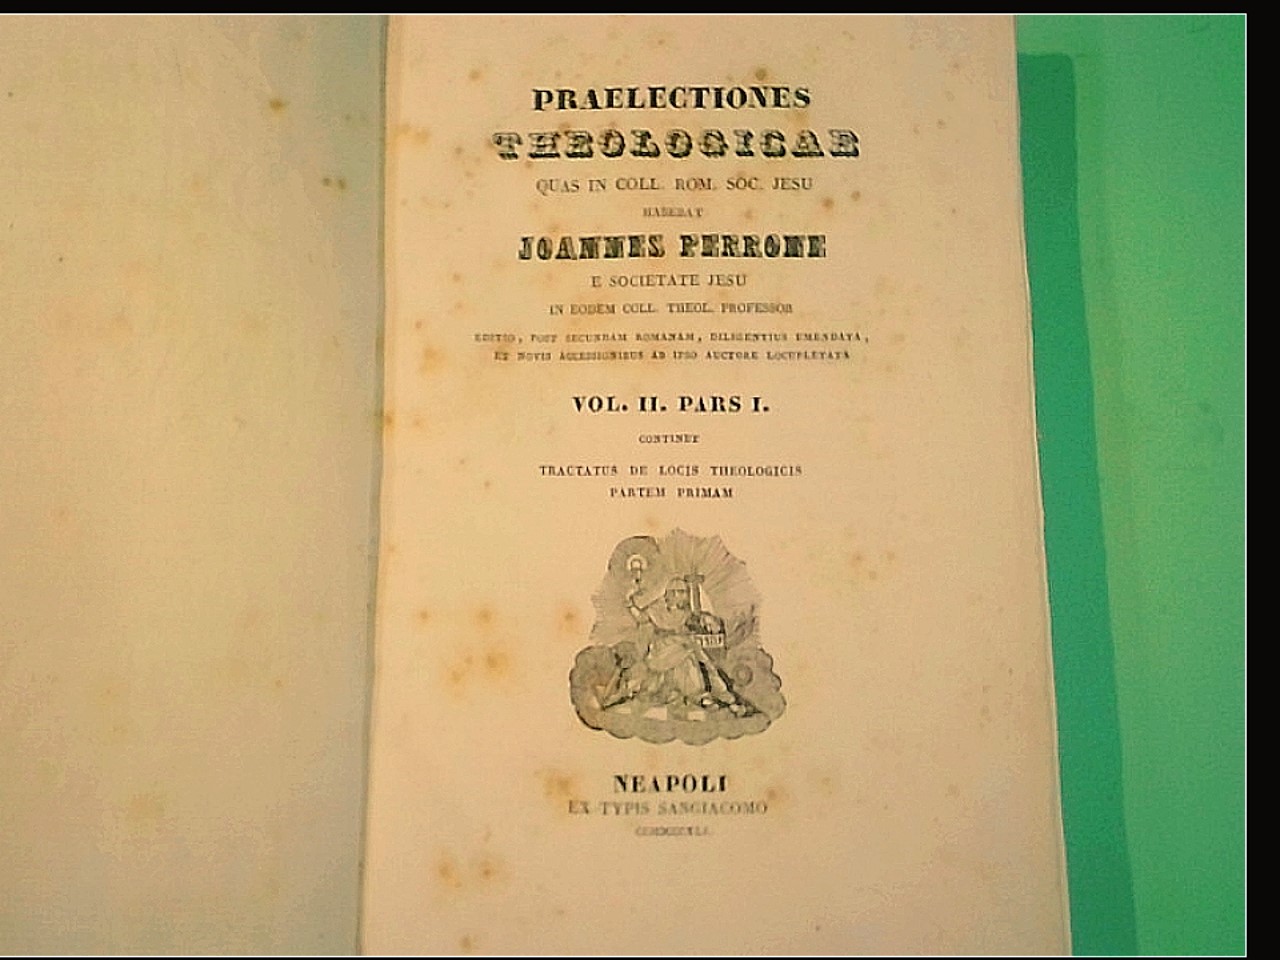 PRAELECTIONES
THEOLOGICAE
QUAS IN COLL. ROM. SOC. JESU
HABEBAT
JOANNES PERRONE
E SOCIETATE JESU
IN EODEM COLL. THEOL. PROFESSOR
EDITIO, POST SECUNDAM ROMANAM, DILIGENTIUS EMENDATA,
ET NOVIS ACCESSIONIBUS AB IPSO AUCTORE LOCUPLETATA
VOL. II. PARS I.
CONTINET
TRACTATUS DE LOCIS THEOLOGICIS
PARTEM PRIMAM
NEAPOLI
EX TYPIS SANGIACOMO